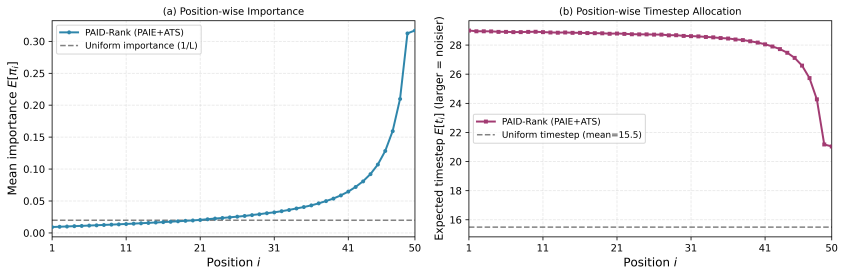 (a) Position-wise Importance
PAID-Rank (PAIE+ATS)
Uniform importance (1/L)
Mean importance E[πᵢ]
0.30
0.25
0.20
0.15
0.10
0.05
0.00
1 11 21 31 41 50
Position i
(b) Position-wise Timestep Allocation
Expected timestep E[tᵢ] (larger = noisier)
28
26
24
22
20
18
16
PAID-Rank (PAIE+ATS)
Uniform timestep (mean=15.5)
1 11 21 31 41 50
Position i